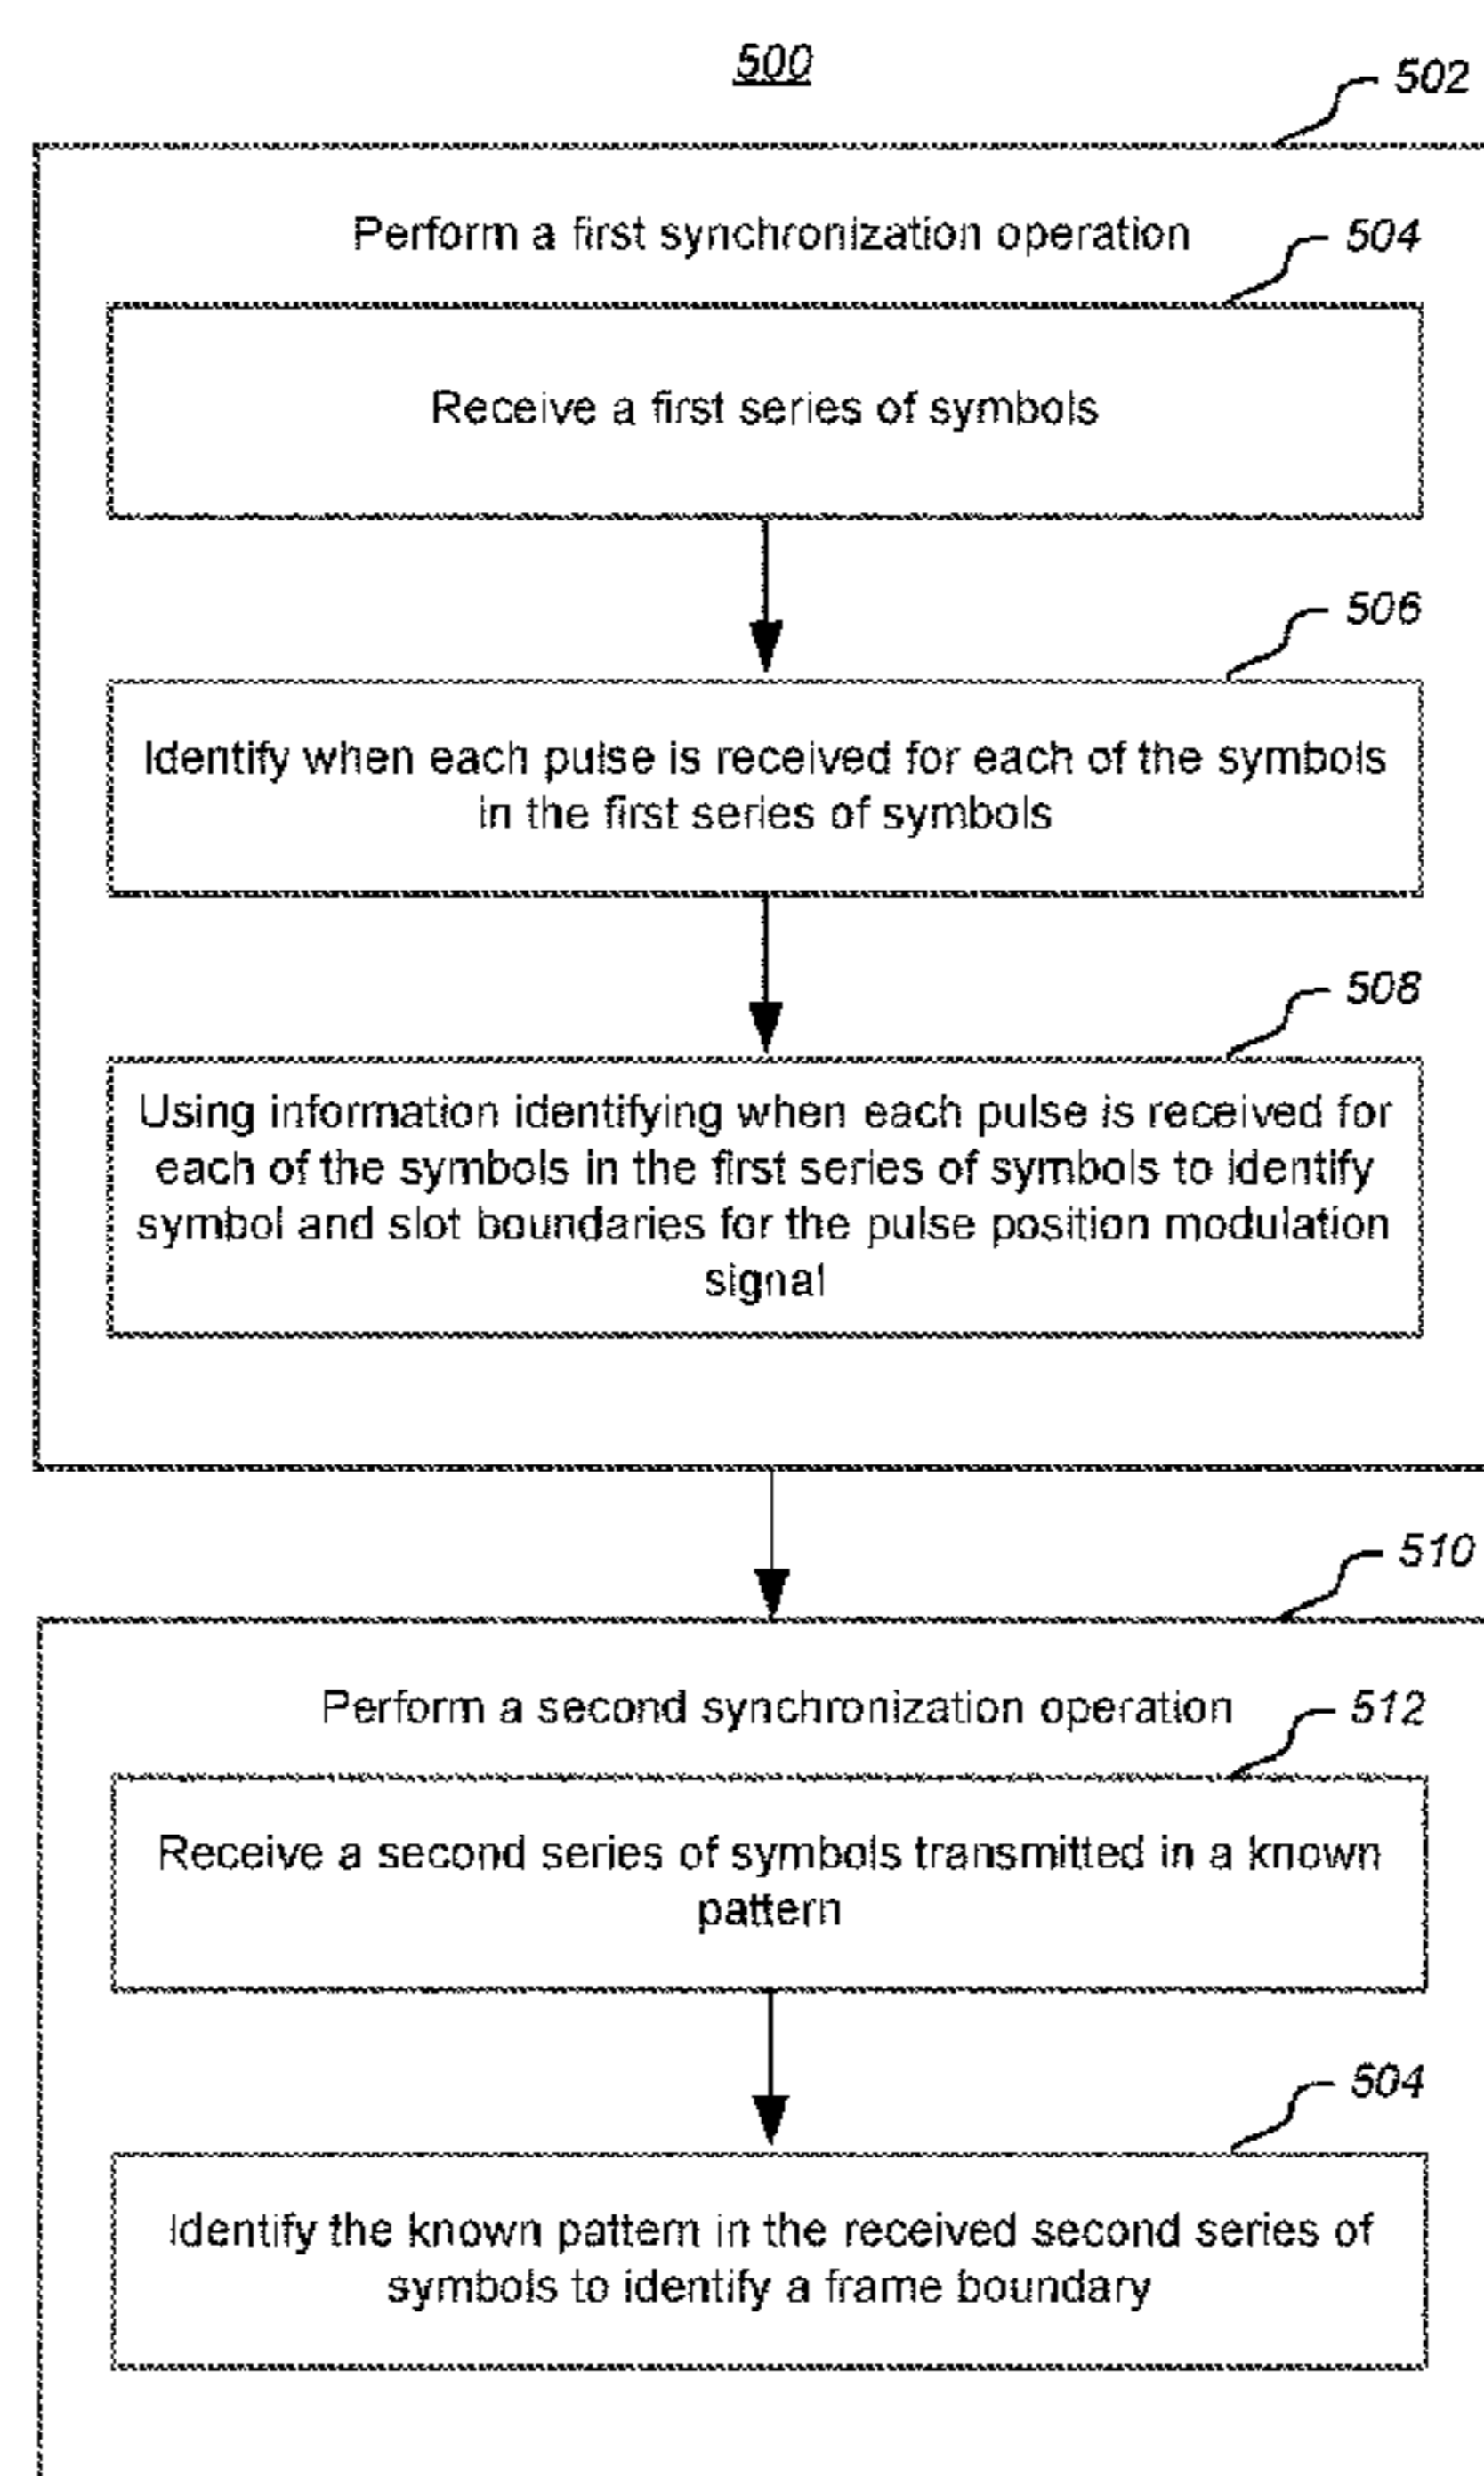 500
502
Perform a first synchronization operation
504
Receive a first series of symbols
506
Identify when each pulse is received for each of the symbols
in the first series of symbols
508
Using information identifying when each pulse is received for
each of the symbols in the first series of symbols to identify
symbol and slot boundaries for the pulse position modulation
signal
510
Perform a second synchronization operation
512
Receive a second series of symbols transmitted in a known
pattern
504
Identify the known pattern in the received second series of
symbols to identify a frame boundary